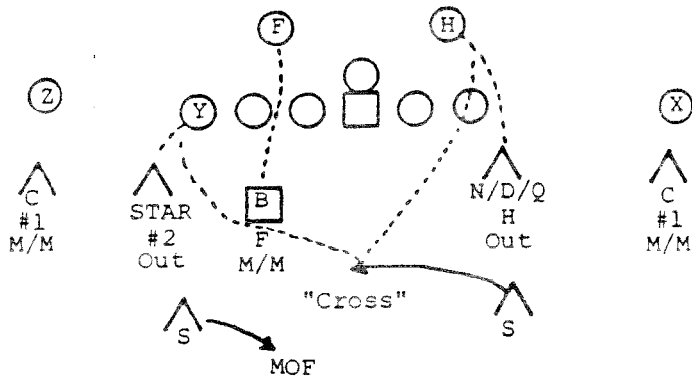 F
H
Z
X
Y
C
#1
M/M
STAR
#2
Out
B
F
M/M
N/D/Q
H
Out
C
#1
M/M
"Cross"
S
S
MOF